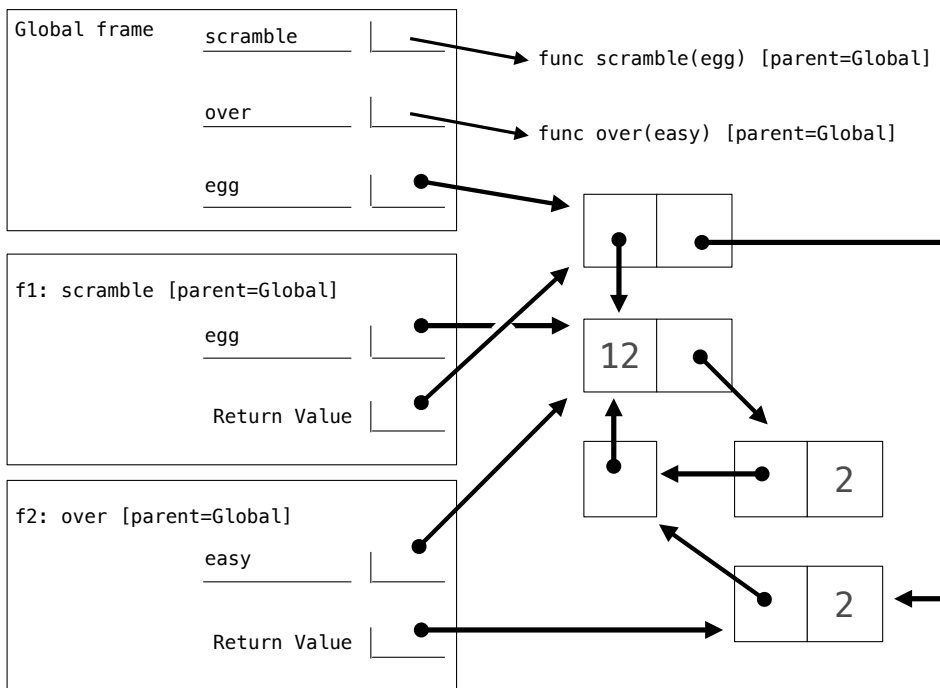 Global frame
scramble
func scramble(egg) [parent=Global]
over
func over(easy) [parent=Global]
egg
f1: scramble [parent=Global]
egg
12
Return Value
2
f2: over [parent=Global]
easy
2
Return Value